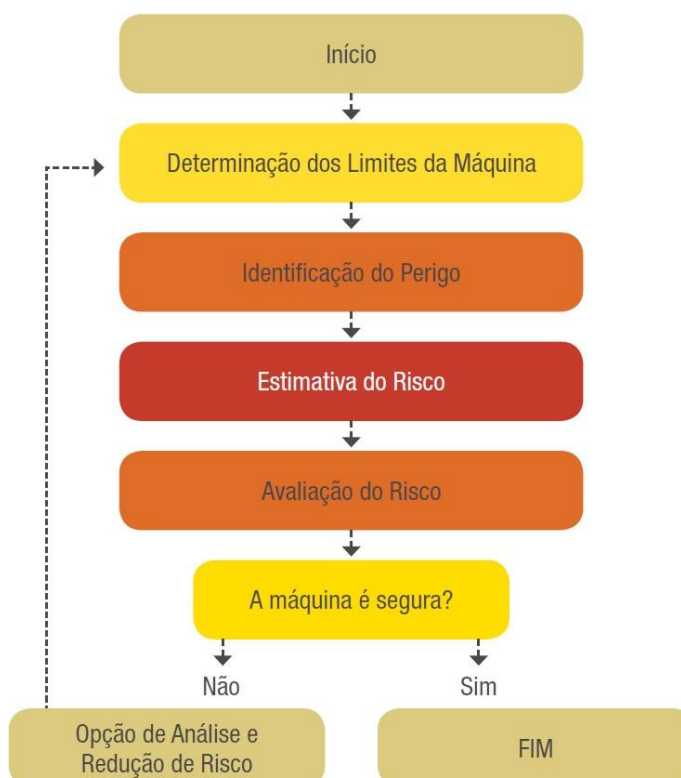 Início
Determinação dos Limites da Máquina
Identificação do Perigo
Estimativa do Risco
Avaliação do Risco
A máquina é segura?
Não
Sim
Opção de Análise e
Redução de Risco
FIM